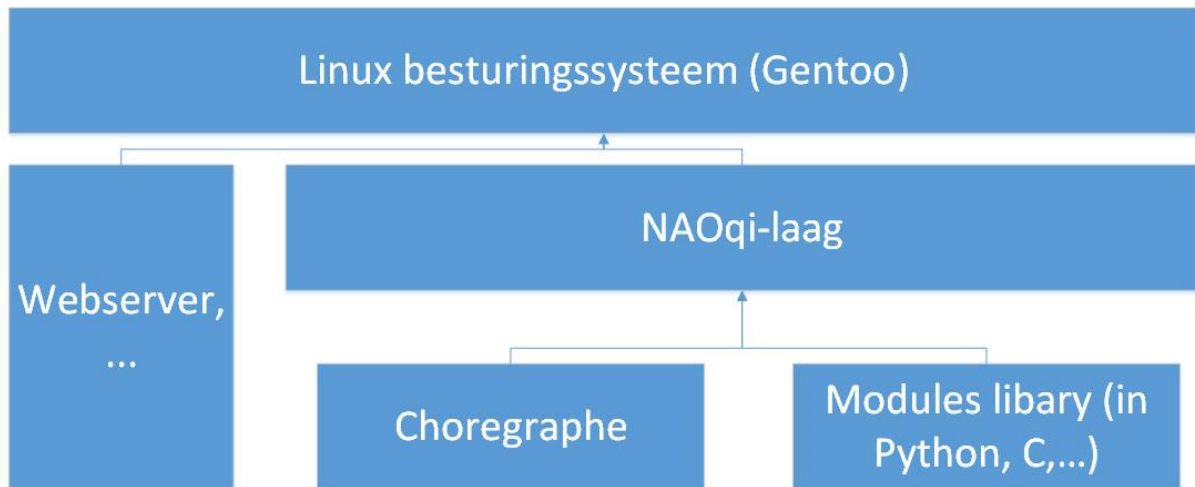 Linux besturingssysteem (Gentoo)
NAOqi-laag
Webserver,
...
Choregraphe
Modules libary (in
Python, C,...)